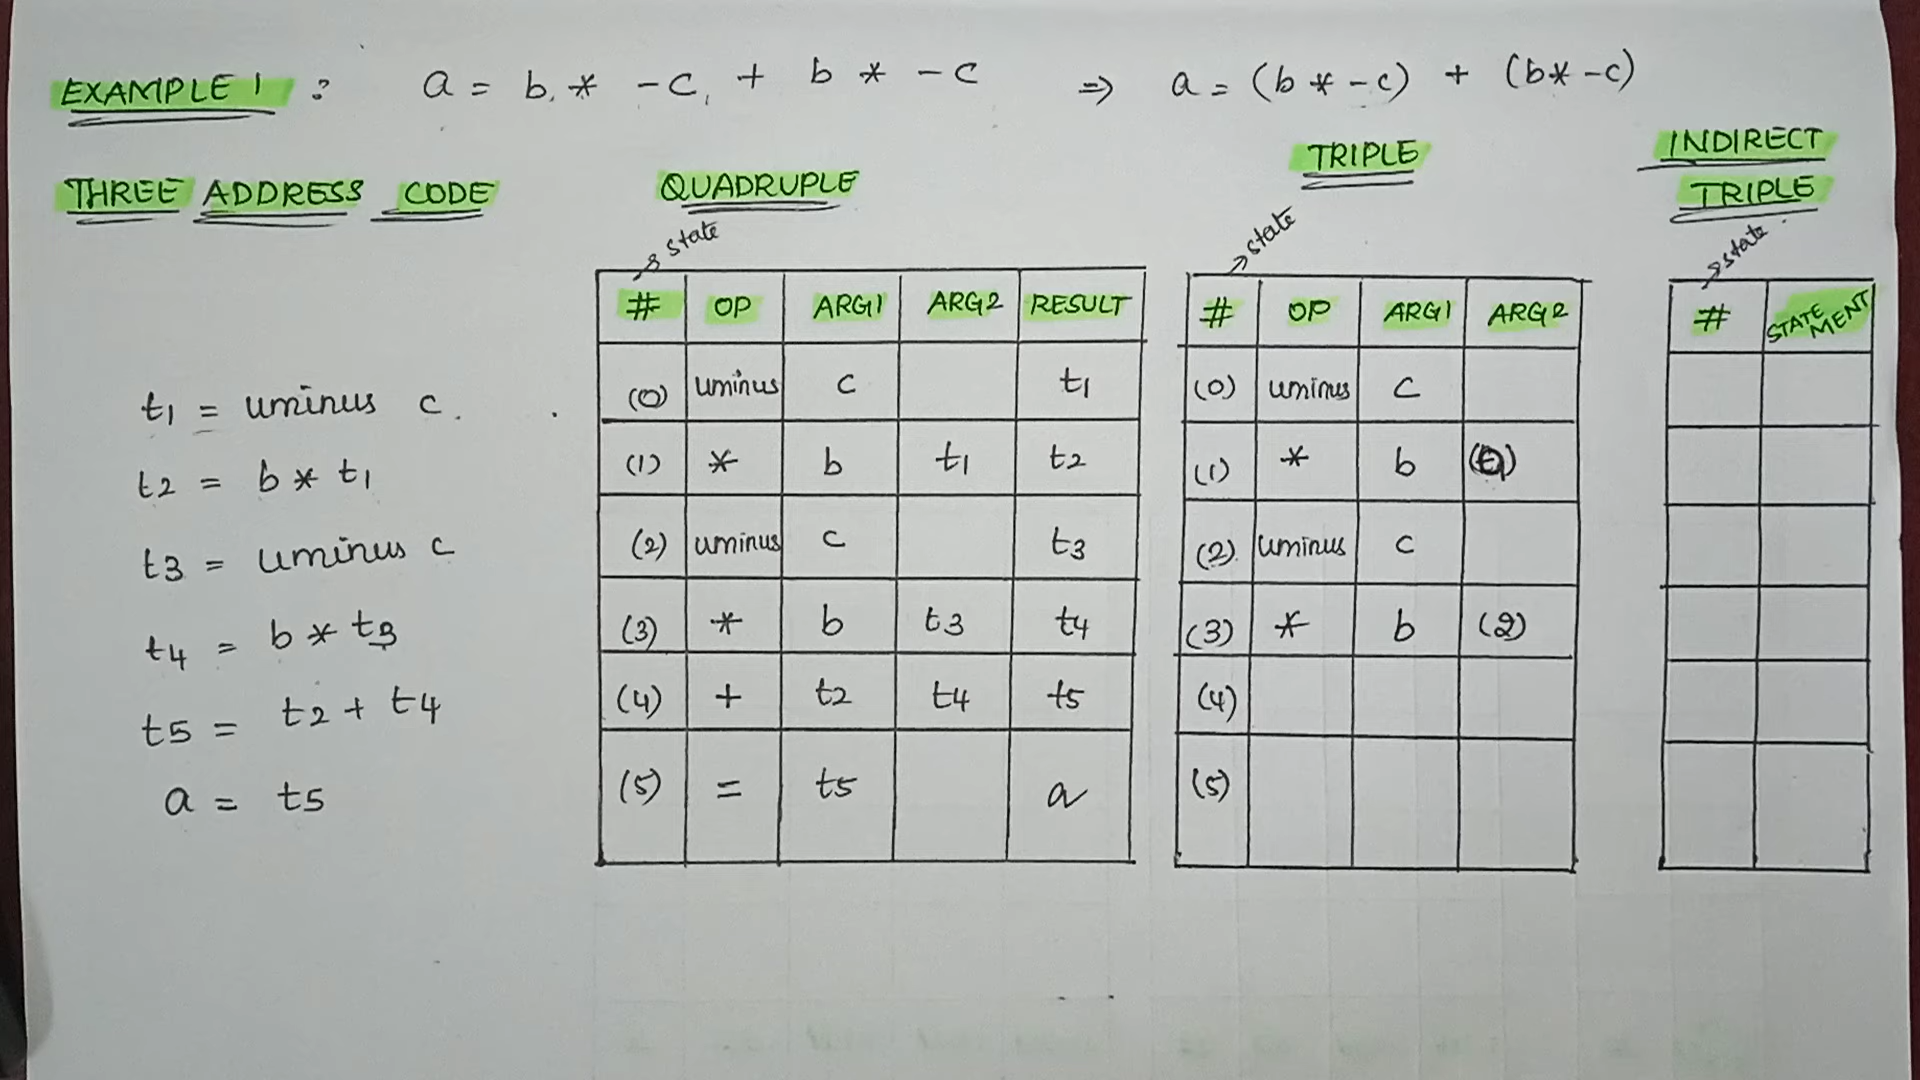 EXAMPLE 1 : a = b * -c + b * -c ⇒ a = (b * -c) + (b * -c)
THREE ADDRESS CODE
t1 = uminus c.
t2 = b * t1
t3 = uminus c
t4 = b * t3
t5 = t2 + t4
a = t5
QUADRUPLE
state
# OP ARG1 ARG2 RESULT
(0) uminus c t1
(1) * b t1 t2
(2) uminus c t3
(3) * b t3 t4
(4) + t2 t4 t5
(5) = t5 a
TRIPLE
state
# OP ARG1 ARG2
(0) uminus c
(1) * b
(2) uminus c
(3) * b (2)
(4)
(5)
INDIRECT
TRIPLE
state
# STATEMENT